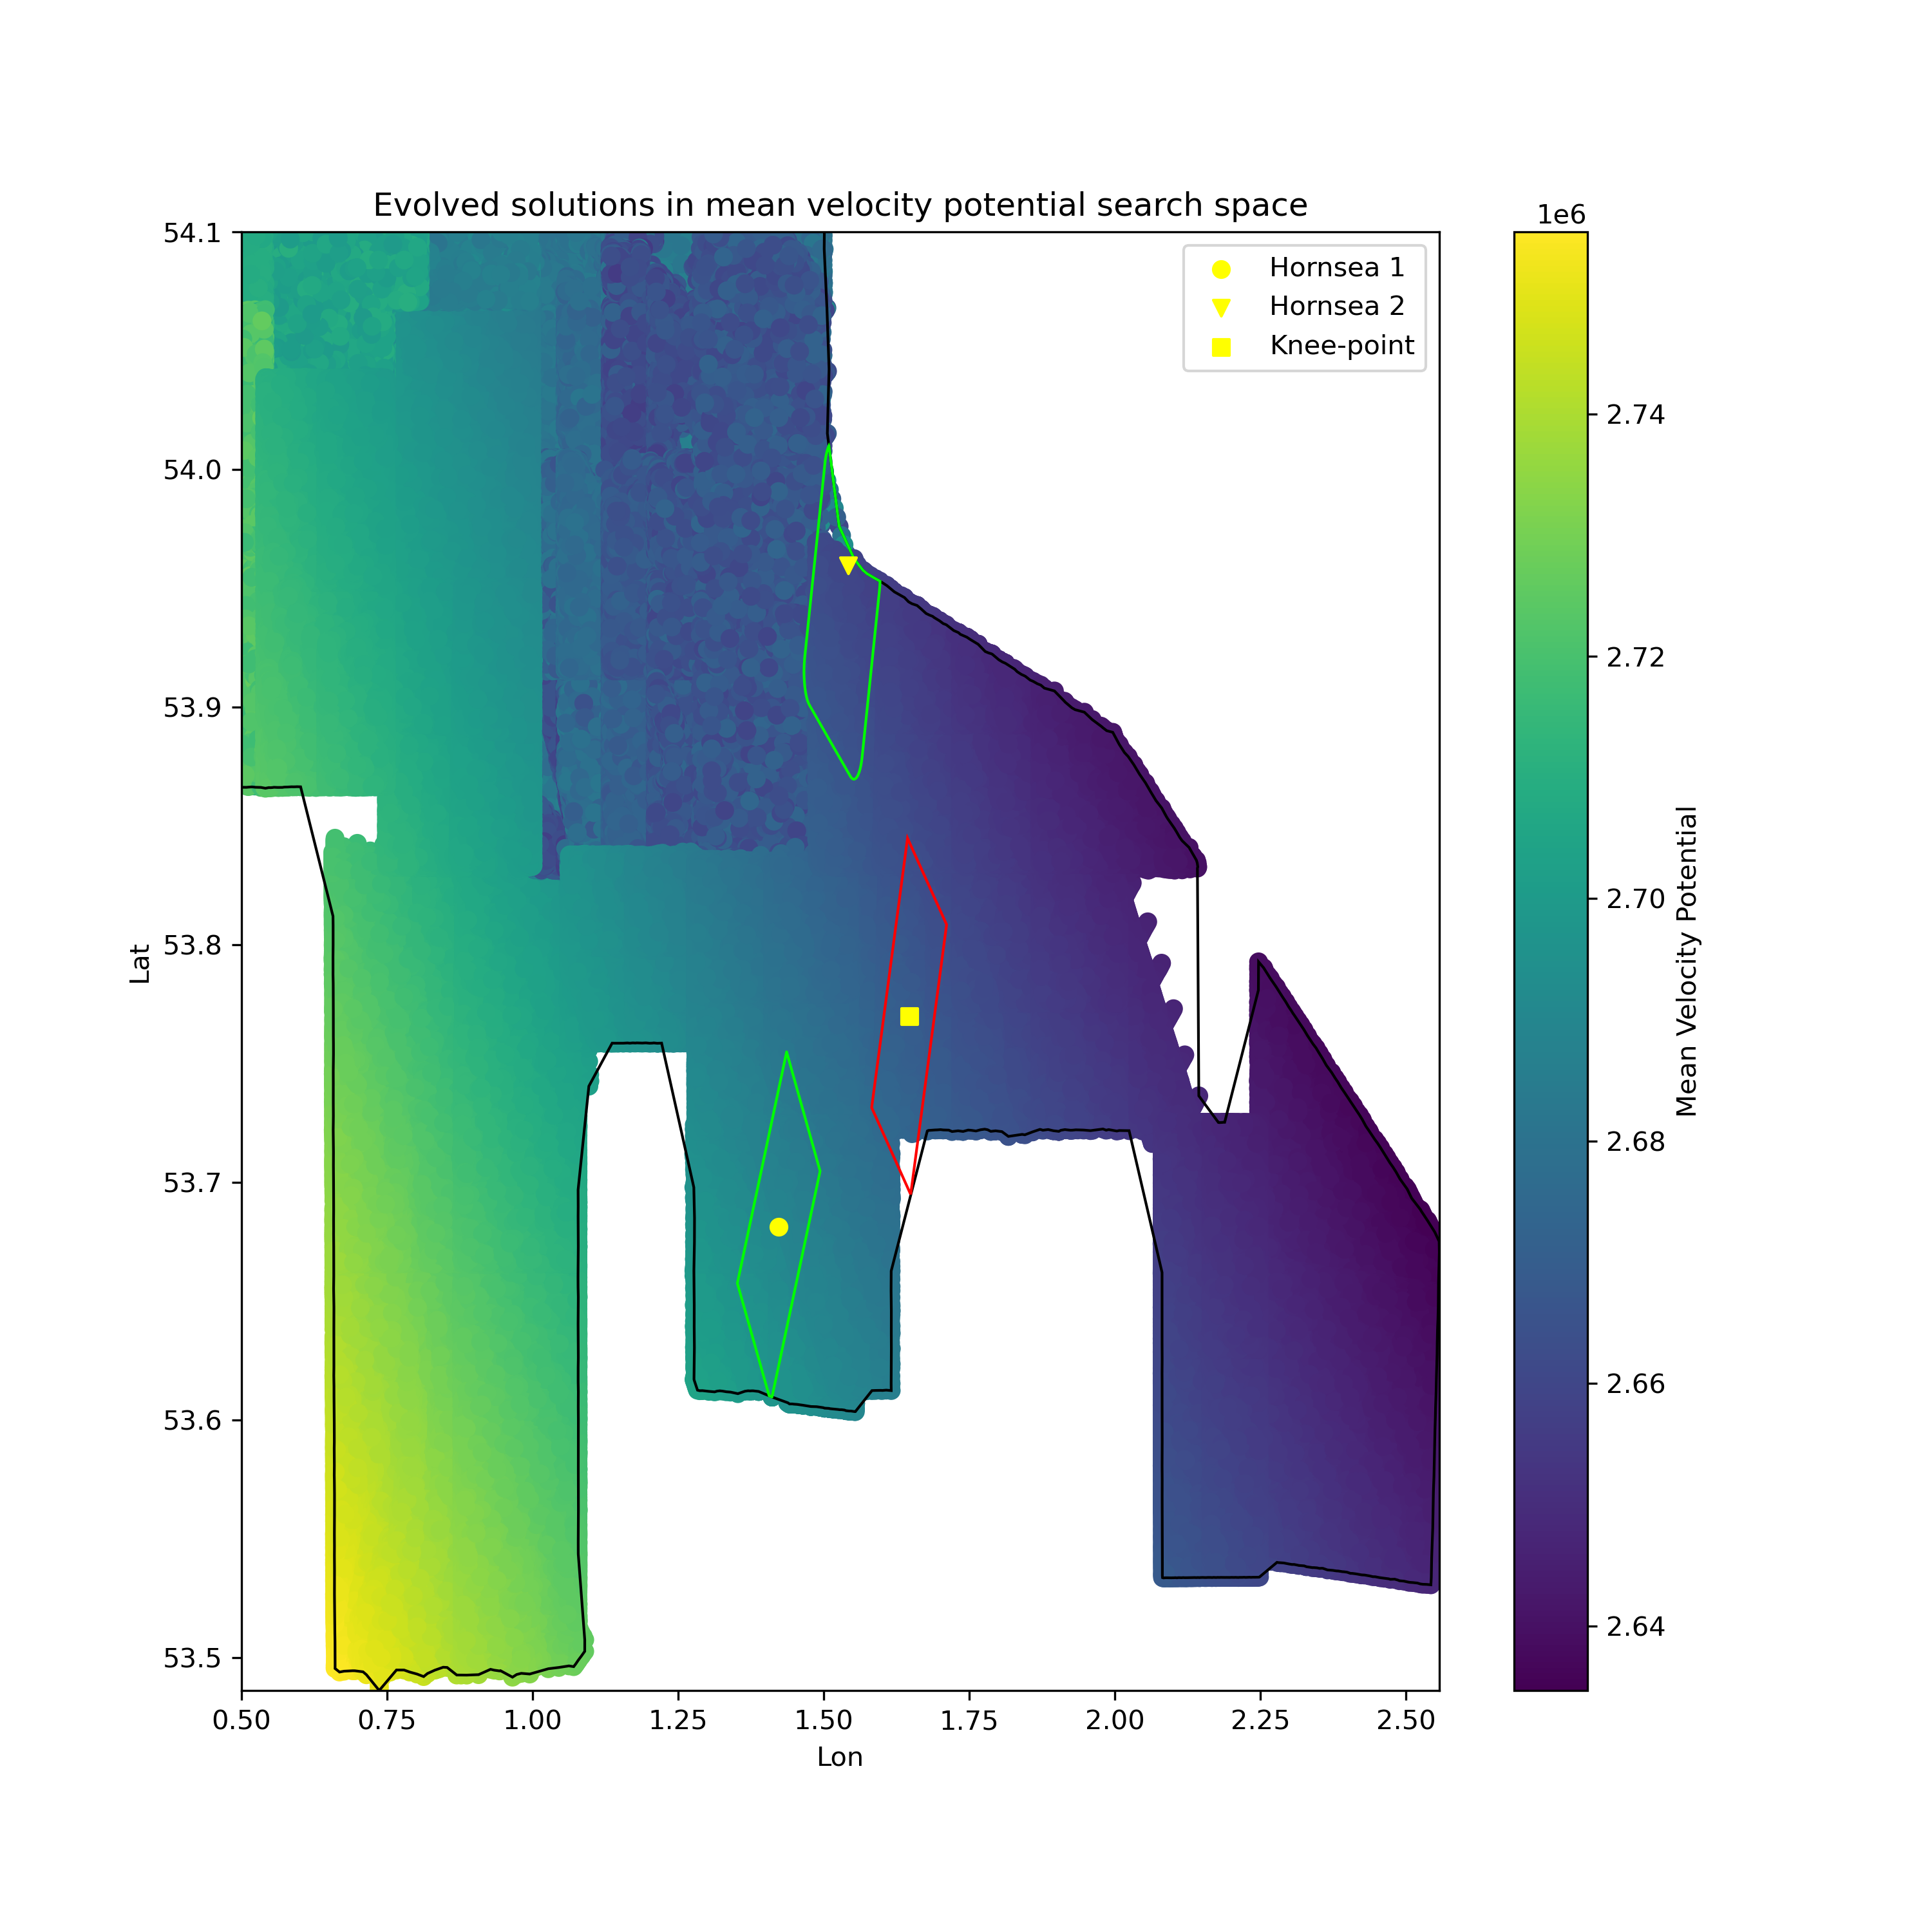 Evolved solutions in mean velocity potential search space
1e6
Hornsea 1
Hornsea 2
Knee-point
54.1
54.0
53.9
53.8
53.7
53.6
53.5
Lat
0.50 0.75 1.00 1.25 1.50 1.75 2.00 2.25 2.50
Lon
2.74
2.72
2.70
2.68
2.66
2.64
Mean Velocity Potential